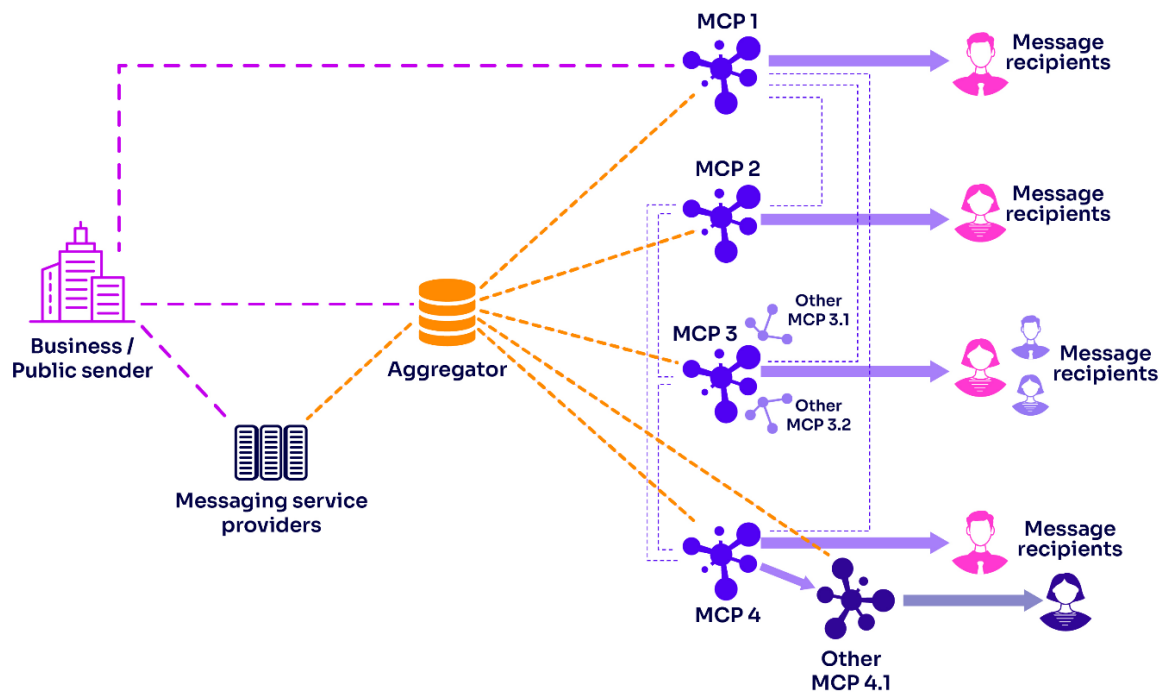 MCP 1
Message
recipients
MCP 2
Message
recipients
Business /
Public sender
Aggregator
Other
MCP 3.1
MCP 3
Message
recipients
Other
MCP 3.2
Messaging service
providers
Message
recipients
MCP 4
Other
MCP 4.1